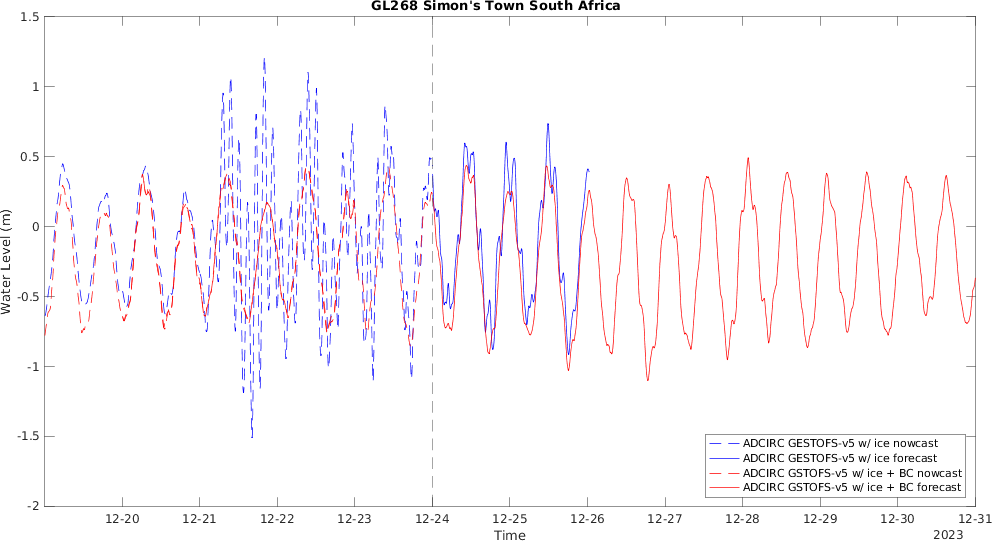 GL268 Simon's Town South Africa
1.5
1
0.5
0
-0.5
-1
-1.5
-2
Water Level (m)
ADCIRC GESTOFS-v5 w/ ice nowcast
ADCIRC GESTOFS-v5 w/ ice forecast
ADCIRC GSTOFS-v5 w/ ice + BC nowcast
ADCIRC GSTOFS-v5 w/ ice + BC forecast
12-20 12-21 12-22 12-23 12-24 12-25 12-26 12-27 12-28 12-29 12-30 12-31
Time
2023